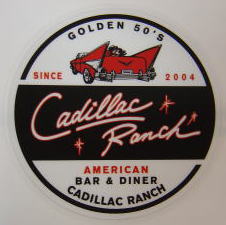 GOLDEN 50'S
SINCE 2004
Cadillac
Ranch
AMERICAN
BAR & DINER
CADILLAC RANCH